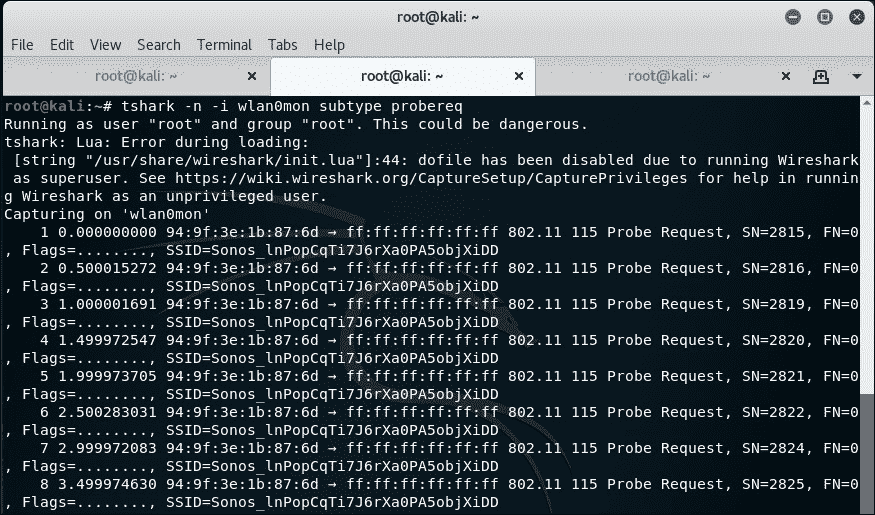 root@kali: ~
File Edit View Search Terminal Tabs Help
root@kali: ~ × root@kali: ~ × root@kali: ~ ×
root@kali:~# tshark -n -i wlan0mon subtype probereq
Running as user "root" and group "root". This could be dangerous.
tshark: Lua: Error during loading:
 [string "/usr/share/wireshark/init.lua"]:44: dofile has been disabled due to running Wireshark
 as superuser. See https://wiki.wireshark.org/CaptureSetup/CapturePrivileges for help in runnin
g Wireshark as an unprivileged user.
Capturing on 'wlan0mon'
    1 0.000000000 94:9f:3e:1b:87:6d → ff:ff:ff:ff:ff:ff 802.11 115 Probe Request, SN=2815, FN=0
, Flags=........, SSID=Sonos_lnPopCqTi7J6rXa0PA5objXiDD
    2 0.500015272 94:9f:3e:1b:87:6d → ff:ff:ff:ff:ff:ff 802.11 115 Probe Request, SN=2816, FN=0
, Flags=........, SSID=Sonos_lnPopCqTi7J6rXa0PA5objXiDD
    3 1.000001691 94:9f:3e:1b:87:6d → ff:ff:ff:ff:ff:ff 802.11 115 Probe Request, SN=2819, FN=0
, Flags=........, SSID=Sonos_lnPopCqTi7J6rXa0PA5objXiDD
    4 1.499972547 94:9f:3e:1b:87:6d → ff:ff:ff:ff:ff:ff 802.11 115 Probe Request, SN=2820, FN=0
, Flags=........, SSID=Sonos_lnPopCqTi7J6rXa0PA5objXiDD
    5 1.999973705 94:9f:3e:1b:87:6d → ff:ff:ff:ff:ff:ff 802.11 115 Probe Request, SN=2821, FN=0
, Flags=........, SSID=Sonos_lnPopCqTi7J6rXa0PA5objXiDD
    6 2.500283031 94:9f:3e:1b:87:6d → ff:ff:ff:ff:ff:ff 802.11 115 Probe Request, SN=2822, FN=0
, Flags=........, SSID=Sonos_lnPopCqTi7J6rXa0PA5objXiDD
    7 2.999972083 94:9f:3e:1b:87:6d → ff:ff:ff:ff:ff:ff 802.11 115 Probe Request, SN=2824, FN=0
, Flags=........, SSID=Sonos_lnPopCqTi7J6rXa0PA5objXiDD
    8 3.499974630 94:9f:3e:1b:87:6d → ff:ff:ff:ff:ff:ff 802.11 115 Probe Request, SN=2825, FN=0
, Flags=........, SSID=Sonos_lnPopCqTi7J6rXa0PA5objXiDD